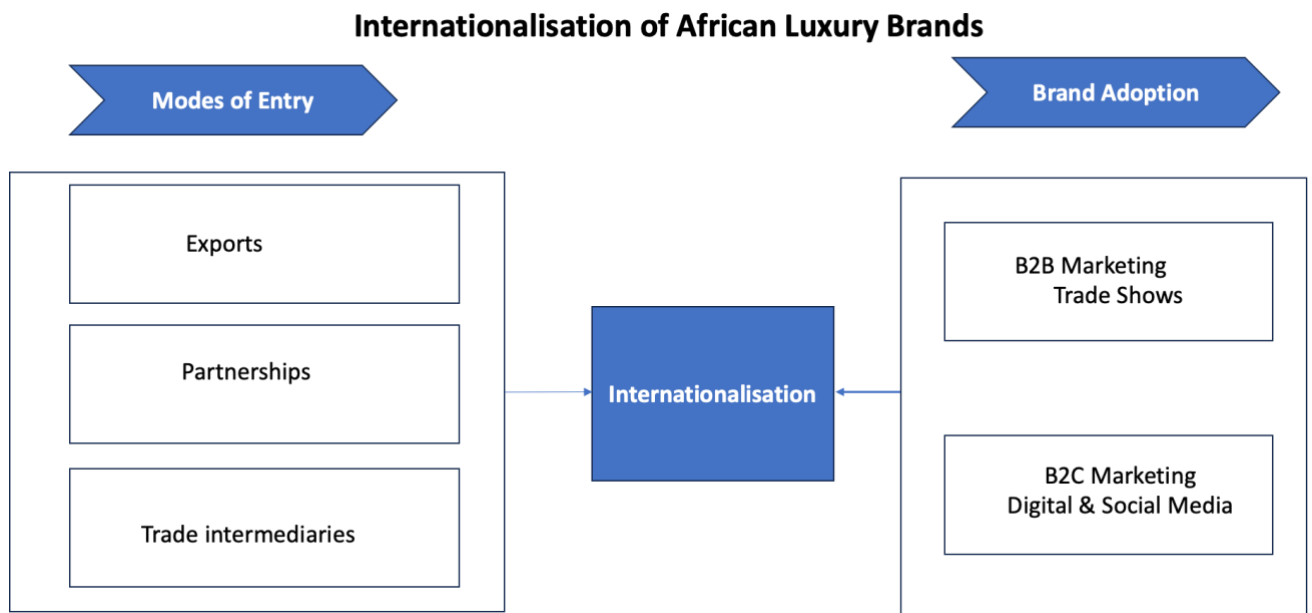 Internationalisation of African Luxury Brands
Modes of Entry
Brand Adoption
Exports
Partnerships
Trade intermediaries
Internationalisation
B2B Marketing
Trade Shows
B2C Marketing
Digital & Social Media